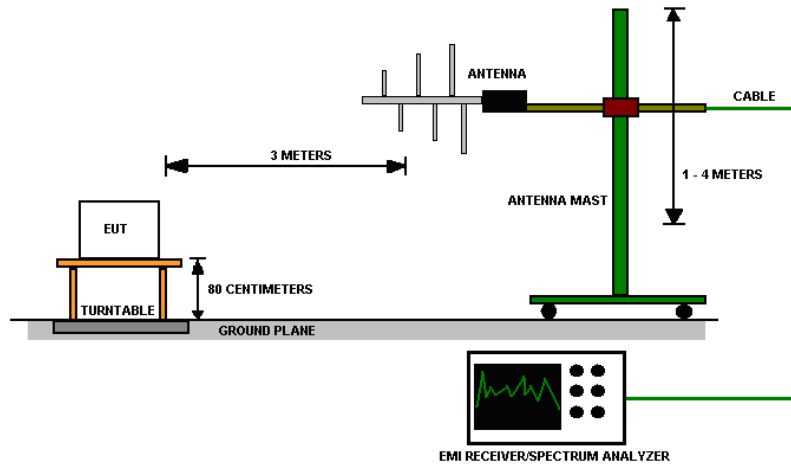 ANTENNA
CABLE
3 METERS
1 - 4 METERS
ANTENNA MAST
EUT
80 CENTIMETERS
TURNTABLE
GROUND PLANE
EMI RECEIVER/SPECTRUM ANALYZER